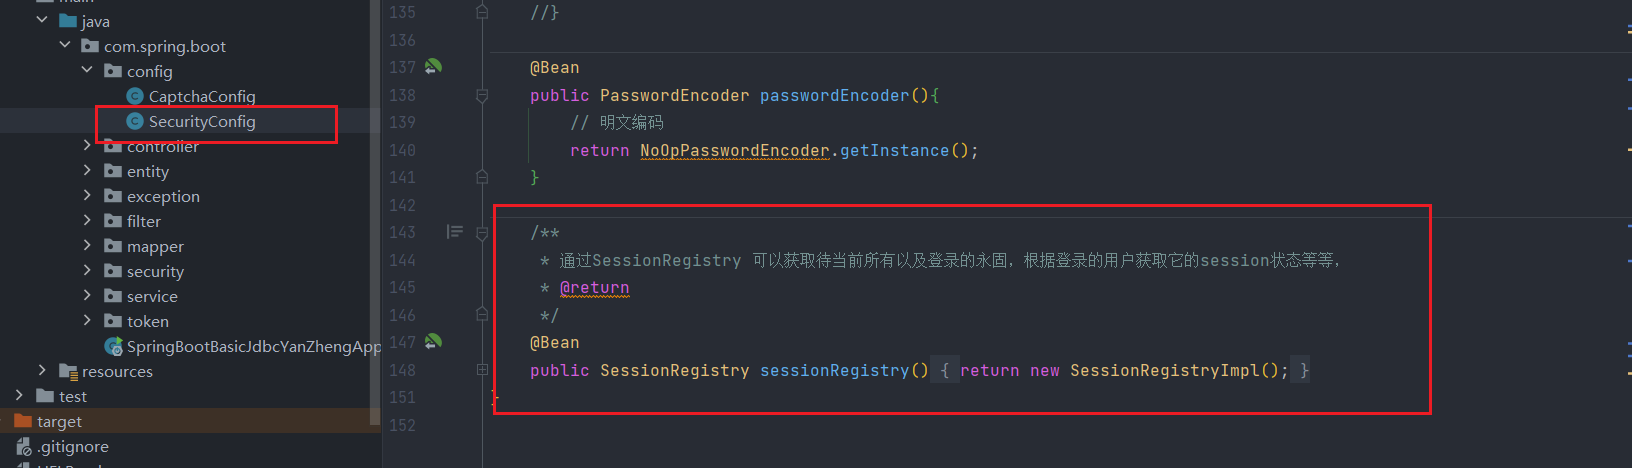 main
java
com.spring.boot
config
CaptchaConfig
SecurityConfig
controller
entity
exception
filter
mapper
security
service
token
SpringBootBasicJdbcYanZhengApp
resources
test
target
.gitignore
135 //}
136
137 @Bean
138 public PasswordEncoder passwordEncoder(){
139 // 明文编码
140 return NoOpPasswordEncoder.getInstance();
141 }
142
143 /**
144 * 通过SessionRegistry 可以获取待当前所有以及登录的永固，根据登录的用户获取它的session状态等等，
145 * @return
146 */
147 @Bean
148 public SessionRegistry sessionRegistry() { return new SessionRegistryImpl(); }
151 }
152